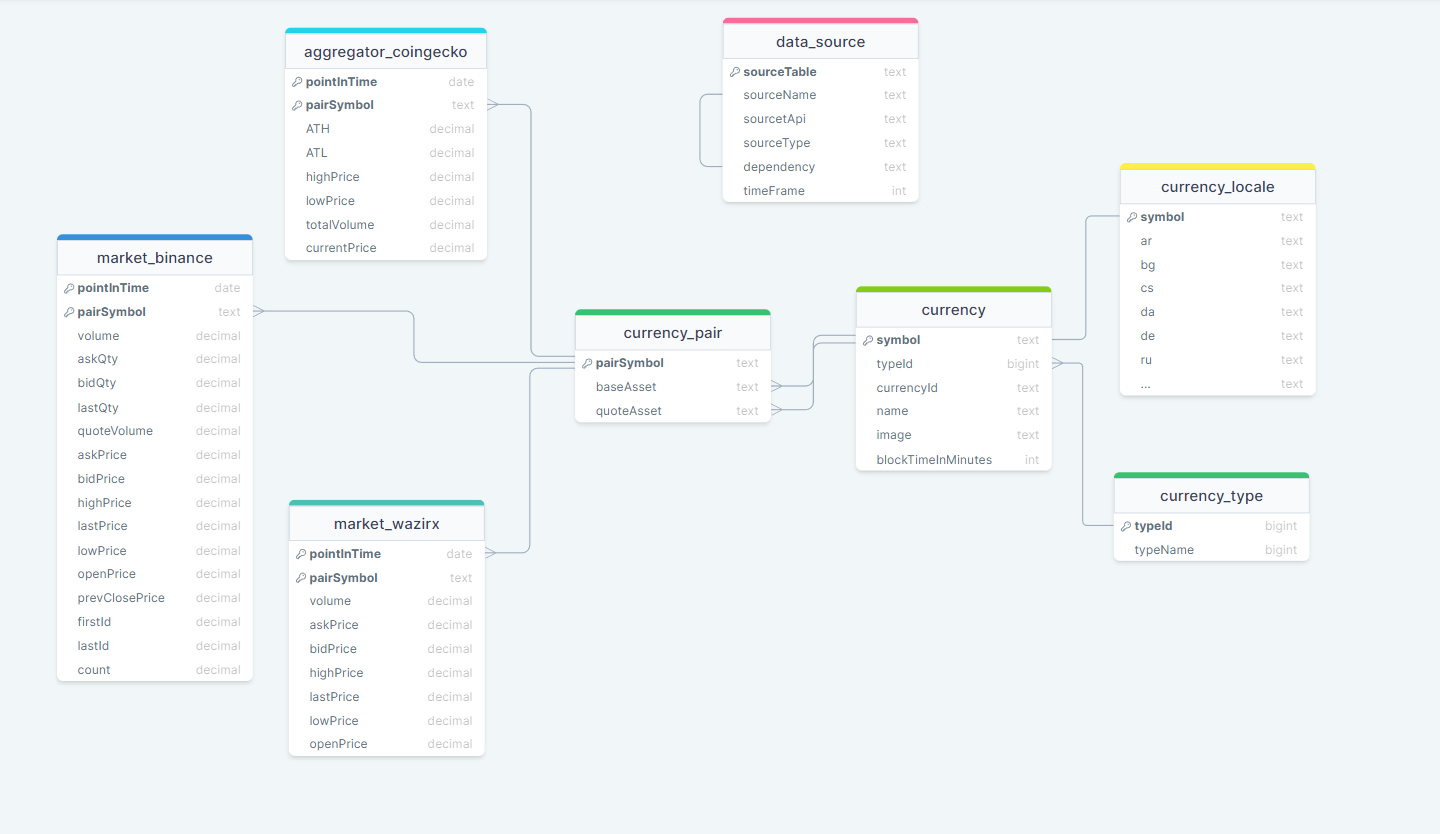 aggregator_coingecko
pointInTime date
pairSymbol text
ATH decimal
ATL decimal
highPrice decimal
lowPrice decimal
totalVolume decimal
currentPrice decimal
data_source
sourceTable text
sourceName text
sourcetApi text
sourceType text
dependency text
timeFrame int
currency_locale
symbol text
ar text
bg text
cs text
da text
de text
ru text
... text
market_binance
pointInTime date
pairSymbol text
volume decimal
askQty decimal
bidQty decimal
lastQty decimal
quoteVolume decimal
askPrice decimal
bidPrice decimal
highPrice decimal
lastPrice decimal
lowPrice decimal
openPrice decimal
prevClosePrice decimal
firstId decimal
lastId decimal
count decimal
currency_pair
pairSymbol text
baseAsset text
quoteAsset text
currency
symbol text
typeId bigint
currencyId text
name text
image text
blockTimeInMinutes int
currency_type
typeId bigint
typeName bigint
market_wazirx
pointInTime date
pairSymbol text
volume decimal
askPrice decimal
bidPrice decimal
highPrice decimal
lastPrice decimal
lowPrice decimal
openPrice decimal